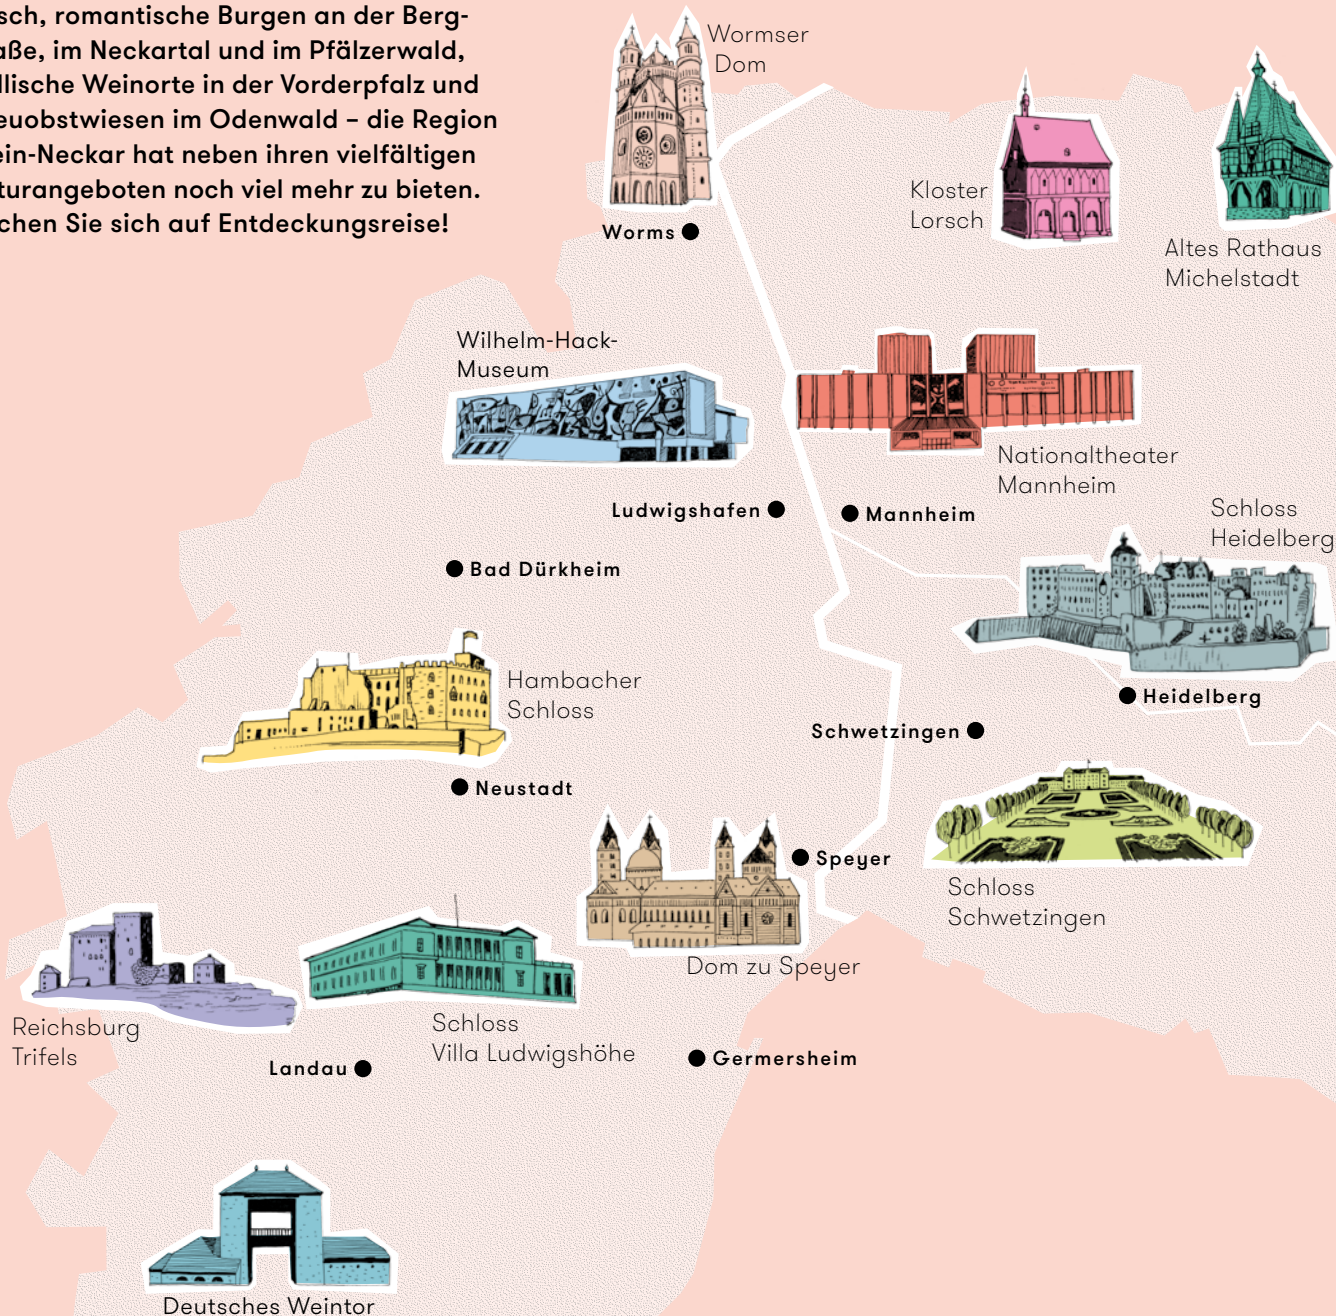 sch, romantische Burgen an der Berg-
aße, im Neckartal und im Pfälzerwald,
llische Weinorte in der Vorderpfalz und
euobstwiesen im Odenwald – die Region
ein-Neckar hat neben ihren vielfältigen
turangeboten noch viel mehr zu bieten.
chen Sie sich auf Entdeckungsreise!
Wormser
Dom
Kloster
Lorsch
Altes Rathaus
Michelstadt
Worms
Wilhelm-Hack-
Museum
Nationaltheater
Mannheim
Ludwigshafen
Mannheim
Schloss
Heidelberg
Bad Dürkheim
Hambacher
Schloss
Heidelberg
Schwetzingen
Neustadt
Speyer
Schloss
Schwetzingen
Dom zu Speyer
Reichsburg
Trifels
Schloss
Villa Ludwigshöhe
Landau
Germersheim
Deutsches Weintor